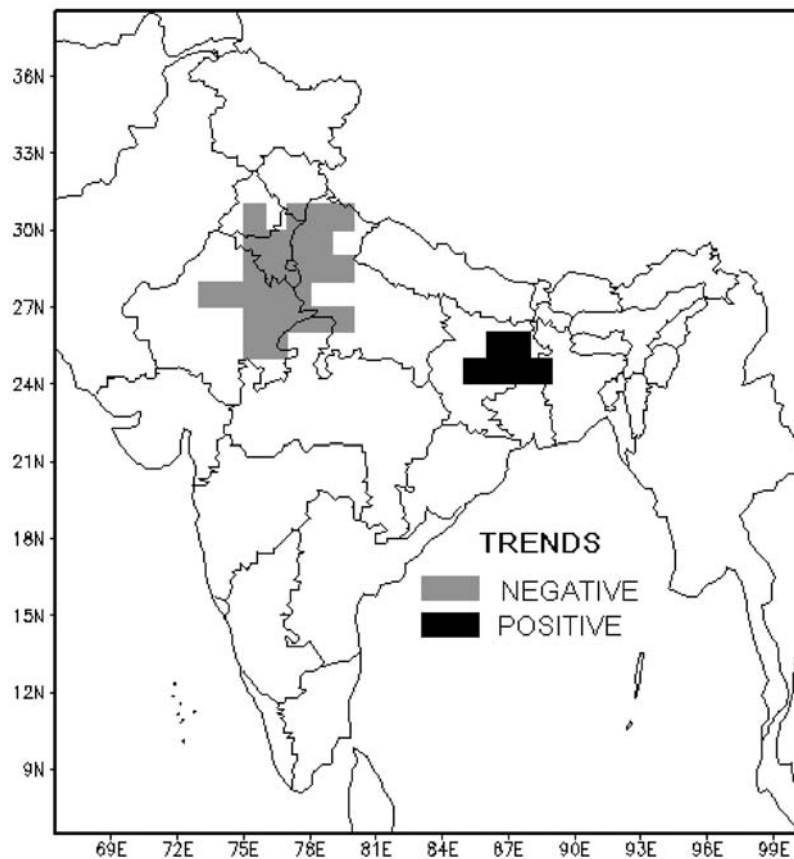 36N
33N
30N
27N
24N
21N
18N
15N
12N
9N
TRENDS
NEGATIVE
POSITIVE
69E 72E 75E 78E 81E 84E 87E 90E 93E 96E 99E